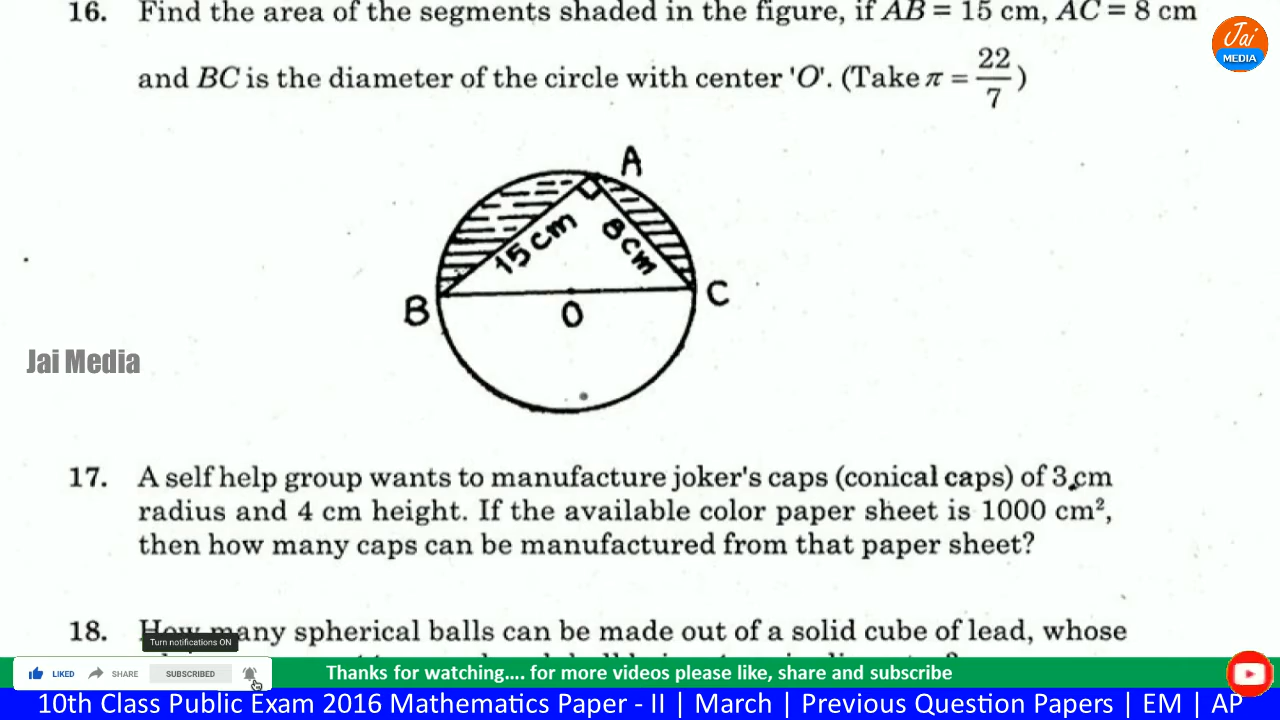 16. Find the area of the segments shaded in the figure, if AB = 15 cm, AC = 8 cm
and BC is the diameter of the circle with center 'O'. (Take π = 22/7)
Jai
MEDIA
A
15 cm
8 cm
B
O
C
Jai Media
17. A self help group wants to manufacture joker's caps (conical caps) of 3 cm
radius and 4 cm height. If the available color paper sheet is 1000 cm²,
then how many caps can be manufactured from that paper sheet?
18. How many spherical balls can be made out of a solid cube of lead, whose
Turn notifications ON
LIKED SHARE SUBSCRIBED
Thanks for watching.... for more videos please like, share and subscribe
10th Class Public Exam 2016 Mathematics Paper - II | March | Previous Question Papers | EM | AP